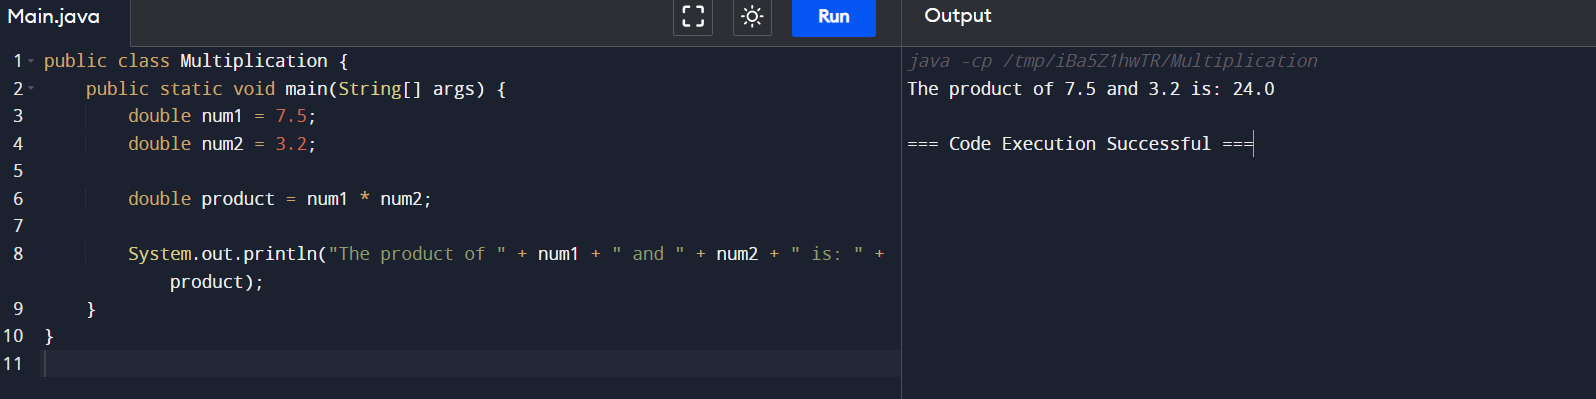 Main.java
Run
Output
1 public class Multiplication {
2 public static void main(String[] args) {
3 double num1 = 7.5;
4 double num2 = 3.2;
5
6 double product = num1 * num2;
7
8 System.out.println("The product of " + num1 + " and " + num2 + " is: " +
product);
9 }
10 }
11
java -cp /tmp/iBa5Z1hwTR/Multiplication
The product of 7.5 and 3.2 is: 24.0
=== Code Execution Successful ===